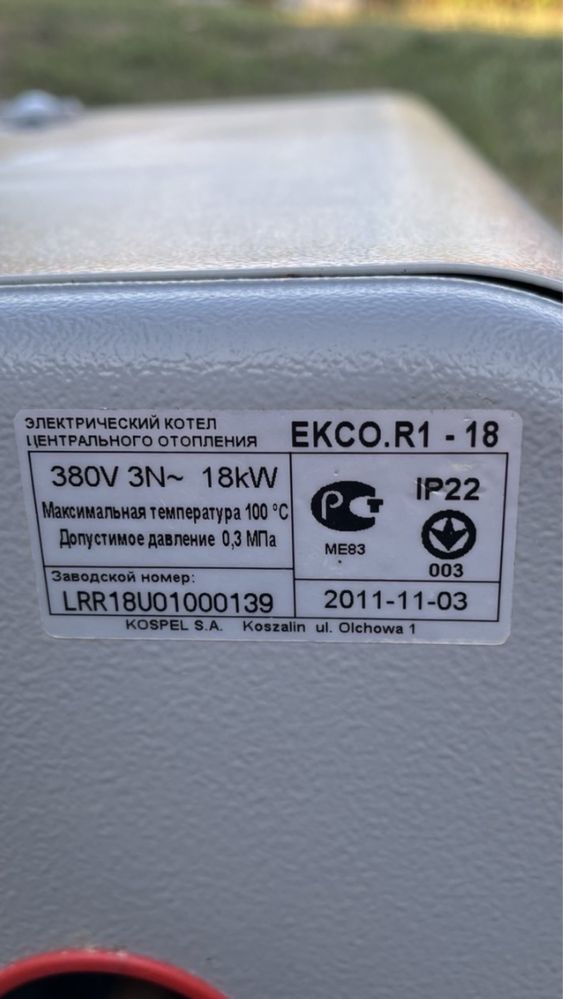 ЭЛЕКТРИЧЕСКИЙ КОТЕЛ
ЦЕНТРАЛЬНОГО ОТОПЛЕНИЯ
EKCO.R1 - 18
380V 3N~ 18kW
Максимальная температура 100 °C
Допустимое давление 0,3 МПа
РСТ
ME83
IP22
003
Заводской номер:
LRR18U01000139
2011-11-03
KOSPEL S.A. Koszalin ul. Olchowa 1